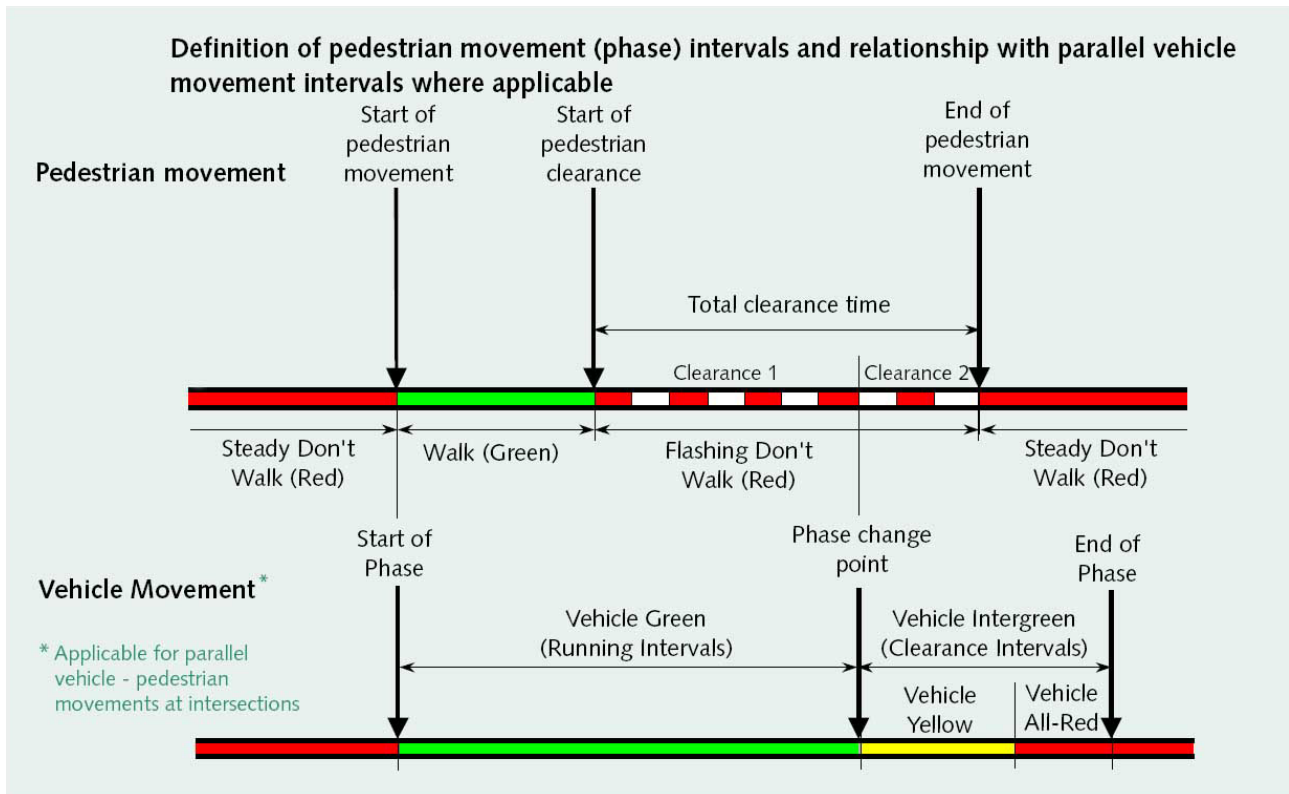 Definition of pedestrian movement (phase) intervals and relationship with parallel vehicle
movement intervals where applicable
Start of
pedestrian
movement
Start of
pedestrian
clearance
End of
pedestrian
movement
Pedestrian movement
Total clearance time
Clearance 1
Clearance 2
Steady Don't
Walk (Red)
Walk (Green)
Flashing Don't
Walk (Red)
Steady Don't
Walk (Red)
Start of
Phase
Phase change
point
End of
Phase
Vehicle Movement*
Vehicle Green
(Running Intervals)
Vehicle Intergreen
(Clearance Intervals)
* Applicable for parallel
vehicle - pedestrian
movements at intersections
Vehicle
Yellow
Vehicle
All-Red